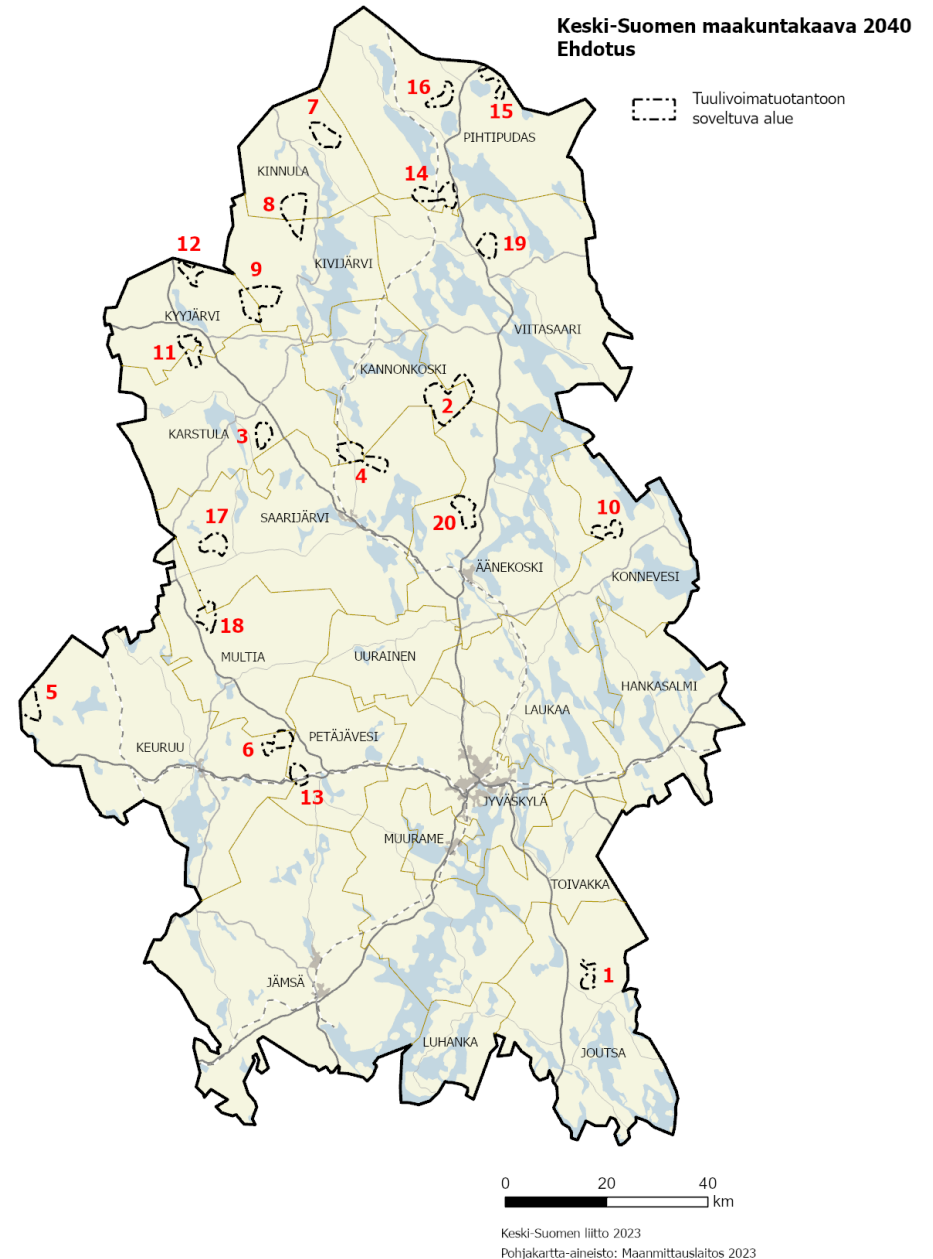 Keski-Suomen maakuntakaava 2040
Ehdotus
Tuulivoimatuotantoon
soveltuva alue
16
15
7
PIHTIPUDAS
KINNULA
14
8
12
19
9
KIVIJÄRVI
KYYJÄRVI
VIITASAARI
11
KANNONKOSKI
2
KARSTULA
3
4
10
17
SAARIJÄRVI
20
ÄÄNEKOSKI
KONNEVESI
18
MULTIA
UURAINEN
5
HANKASALMI
LAUKAA
PETÄJÄVESI
KEURUU
6
13
JYVÄSKYLÄ
MUURAME
TOIVAKKA
1
JÄMSÄ
LUHANKA
JOUTSA
0 20 40
km
Keski-Suomen liitto 2023
Pohjakartta-aineisto: Maanmittauslaitos 2023